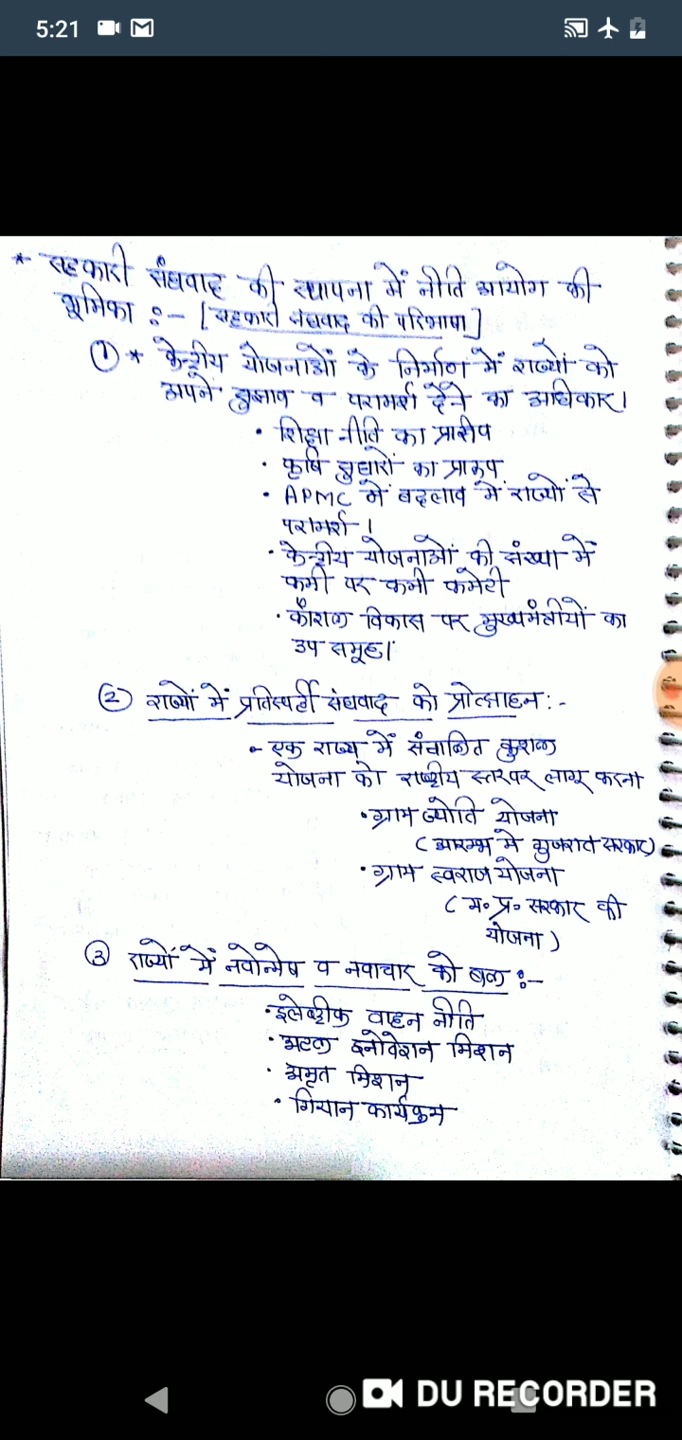 5:21
* सहकारी संघवाद की स्थापना में नीति आयोग की
भूमिका :- [सहकारी संघवाद की परिभाषा]
① * केन्द्रीय योजनाओं के निर्माण में राज्यों को
अपने सुझाव व परामर्श देने का अधिकार।
• शिक्षा नीति का प्रारूप
• कृषि सुधारों का प्रारूप
• APMC में बदलाव में राज्यों से
परामर्श।
• केन्द्रीय योजनाओं की संख्या में
कमी पर कमी कमेटी
• कौशल विकास पर मुख्यमंत्रीयों का
उप समूह।
② राज्यों में प्रतिस्पर्धी संघवाद को प्रोत्साहन :-
- एक राज्य में संचालित कुशल
योजना को राष्ट्रीय स्तर पर लागू करना
• ग्राम ज्योति योजना
(आरम्भ में गुजरात सरकार)
• ग्राम स्वराज योजना
(म॰ प्र॰ सरकार की
योजना)
③ राज्यों में नवोन्मेष व नवाचार को बल :-
• इलेक्ट्रीक वाहन नीति
• अटल इनोवेशन मिशन
• अमृत मिशन
• गियान कार्यक्रम
DU RECORDER